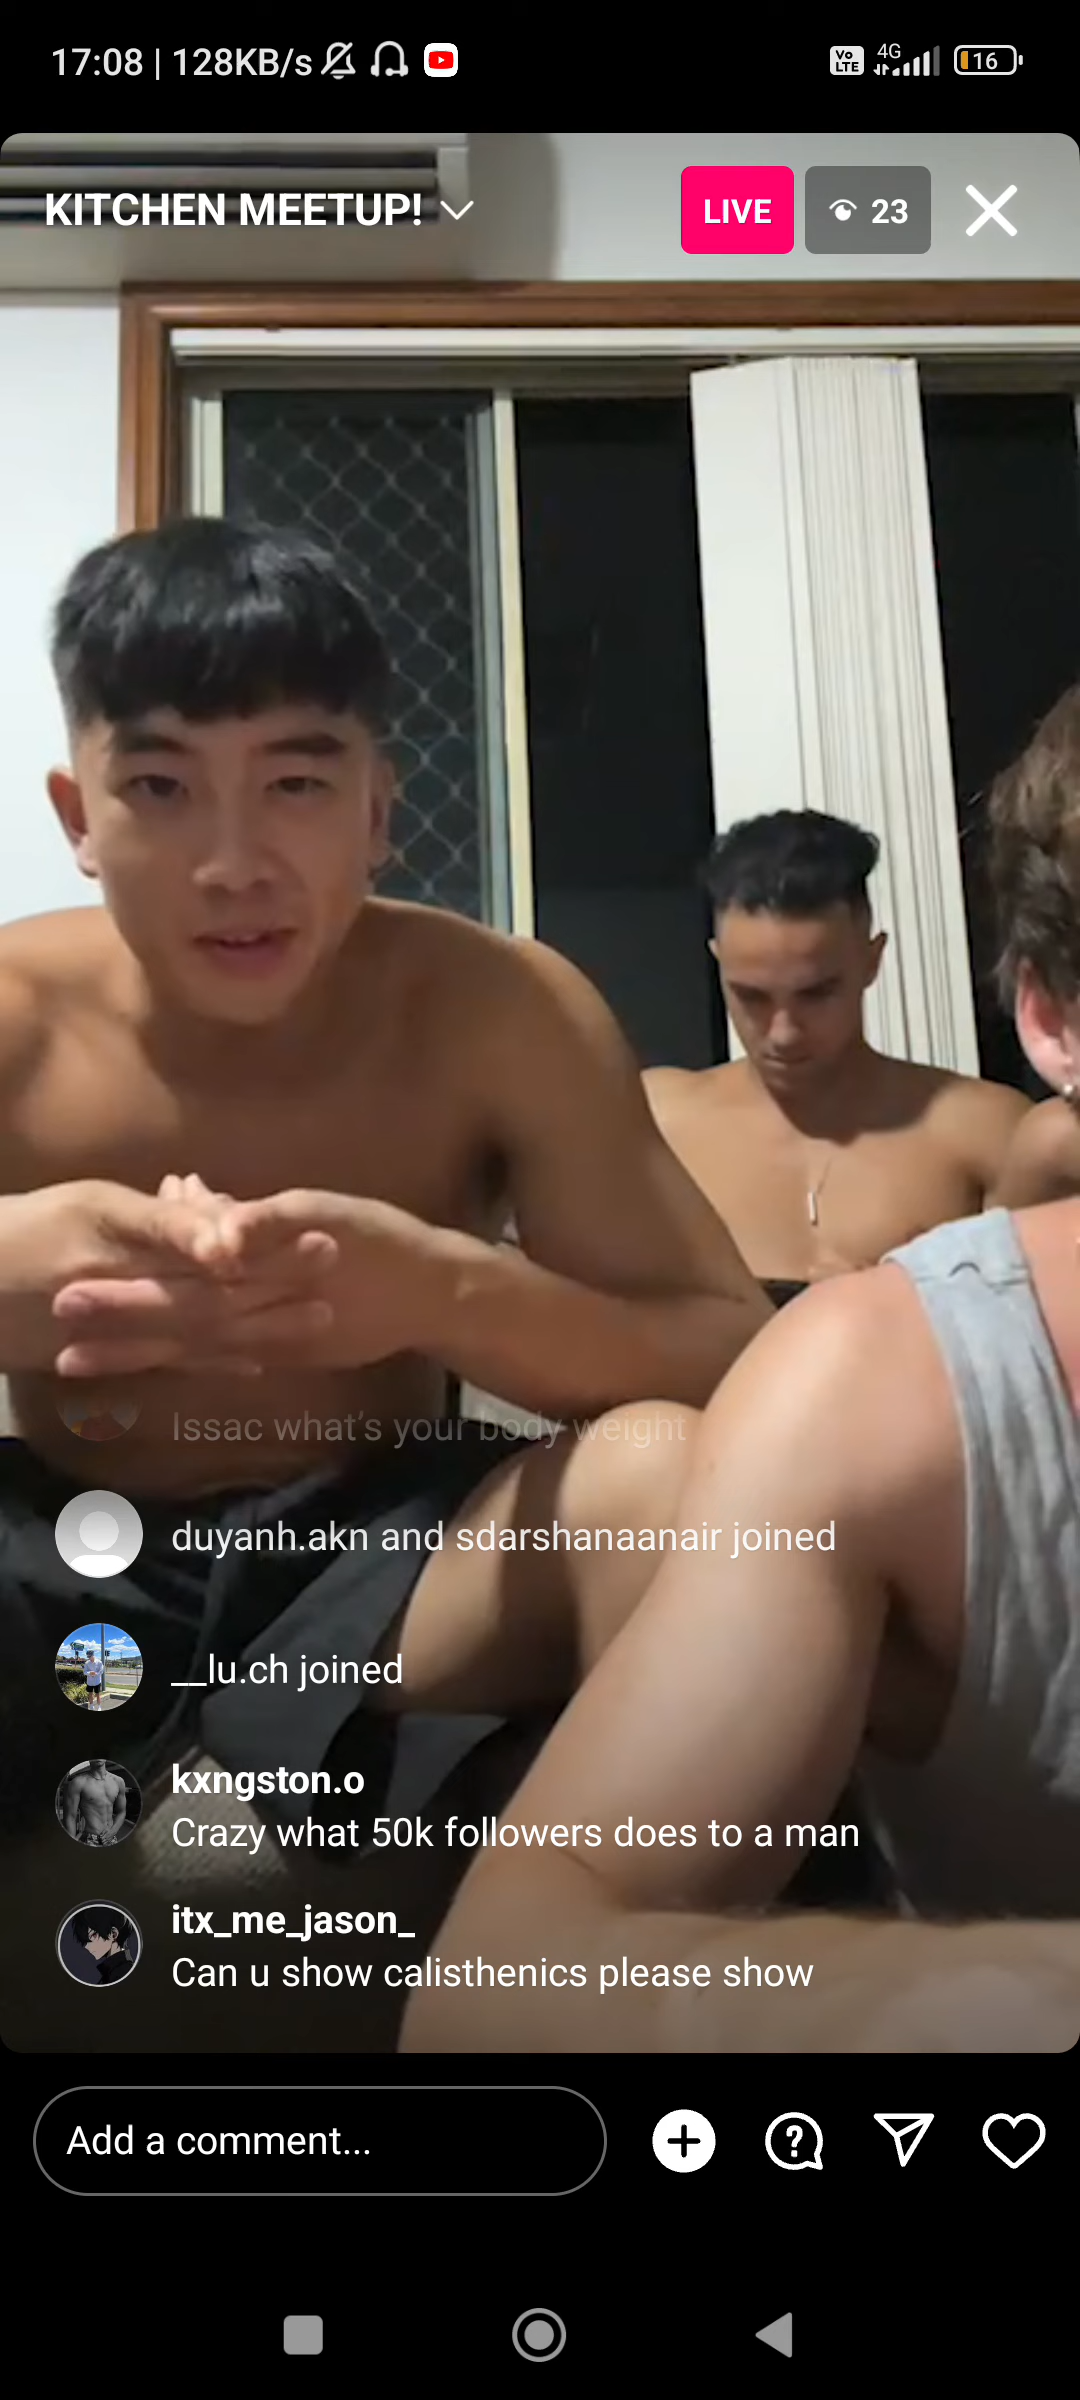 17:08 | 128KB/s
Vo LTE 4G 16
KITCHEN MEETUP! LIVE 23
Issac what's your body weight
duyanh.akn and sdarshanaanair joined
__lu.ch joined
kxngston.o
Crazy what 50k followers does to a man
itx_me_jason_
Can u show calisthenics please show
Add a comment...